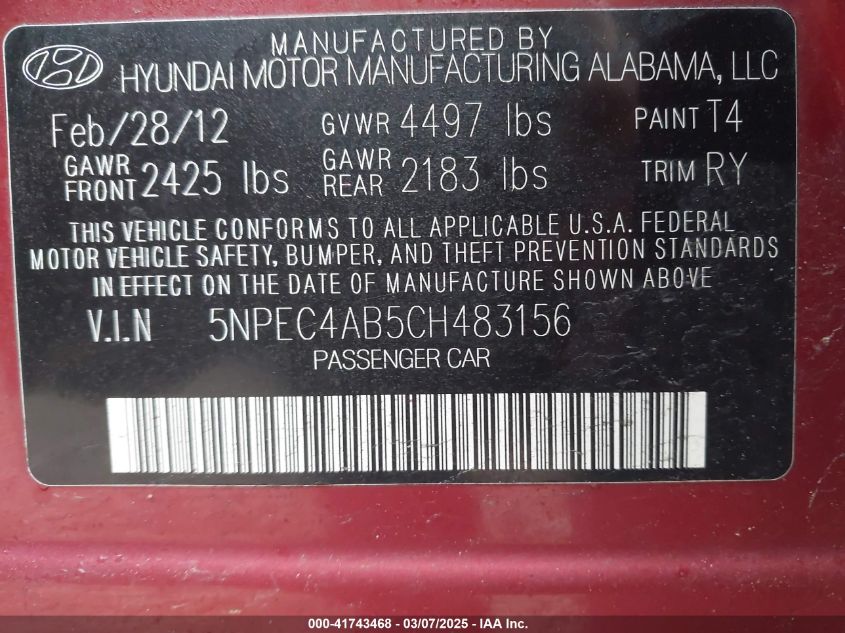 MANUFACTURED BY
HYUNDAI MOTOR MANUFACTURING ALABAMA, LLC
Feb/28/12 GVWR 4497 lbs PAINT T4
GAWR FRONT 2425 lbs GAWR REAR 2183 lbs TRIM RY
THIS VEHICLE CONFORMS TO ALL APPLICABLE U.S.A. FEDERAL
MOTOR VEHICLE SAFETY, BUMPER, AND THEFT PREVENTION STANDARDS
IN EFFECT ON THE DATE OF MANUFACTURE SHOWN ABOVE
V.I.N 5NPEC4AB5CH483156
PASSENGER CAR
000-41743468 - 03/07/2025 - IAA Holdings, LLC.